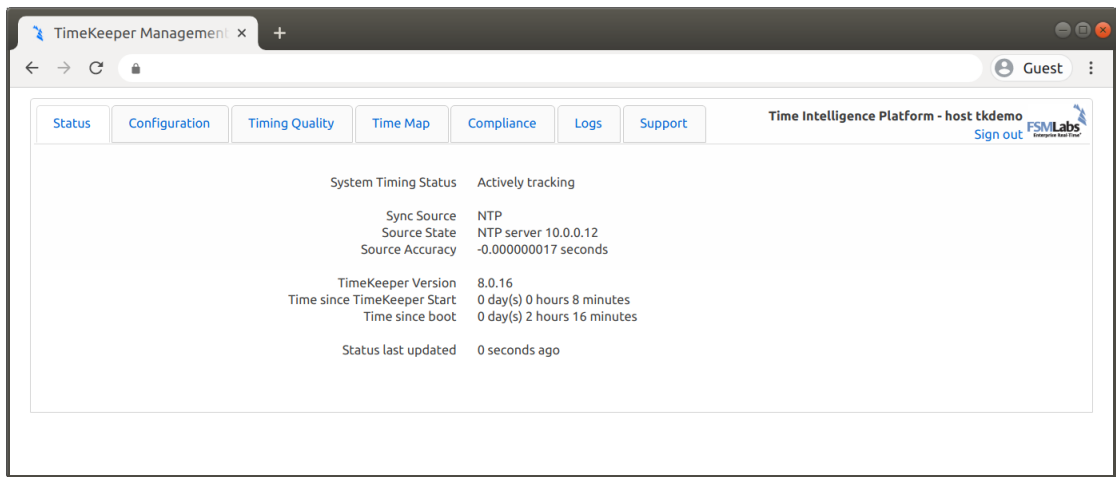 TimeKeeper Management
Guest
Status Configuration Timing Quality Time Map Compliance Logs Support
Time Intelligence Platform - host tkdemo
Sign out
FSMLabs
Enterprise Real-Time®
System Timing Status Actively tracking
Sync Source NTP
Source State NTP server 10.0.0.12
Source Accuracy -0.000000017 seconds
TimeKeeper Version 8.0.16
Time since TimeKeeper Start 0 day(s) 0 hours 8 minutes
Time since boot 0 day(s) 2 hours 16 minutes
Status last updated 0 seconds ago